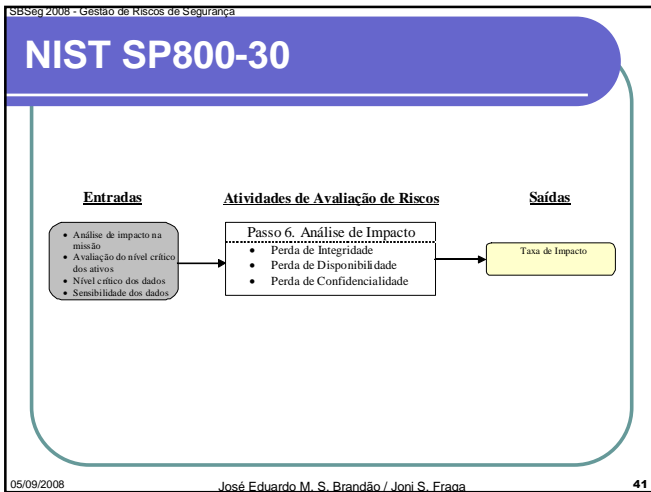 SBSeg 2008 - Gestão de Riscos de Segurança
NIST SP800-30
Entradas
Atividades de Avaliação de Riscos
Saídas
• Análise de impacto na
missão
• Avaliação do nível crítico
dos ativos
• Nível crítico dos dados
• Sensibilidade dos dados
Passo 6. Análise de Impacto
• Perda de Integridade
• Perda de Disponibilidade
• Perda de Confidencialidade
Taxa de Impacto
05/09/2008
José Eduardo M. S. Brandão / Joni S. Fraga
41